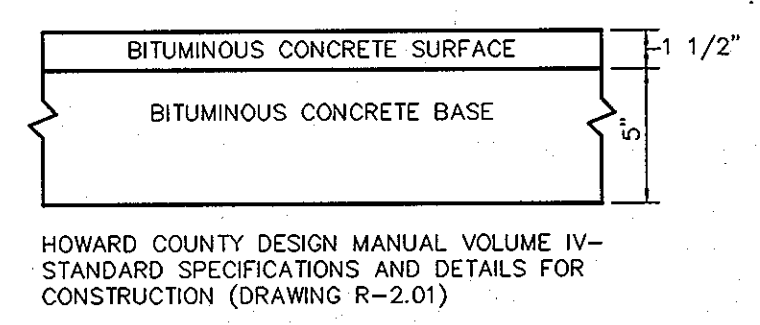 BITUMINOUS CONCRETE SURFACE
1 1/2"
BITUMINOUS CONCRETE BASE
5"
HOWARD COUNTY DESIGN MANUAL VOLUME IV-
STANDARD SPECIFICATIONS AND DETAILS FOR
CONSTRUCTION (DRAWING R-2.01)